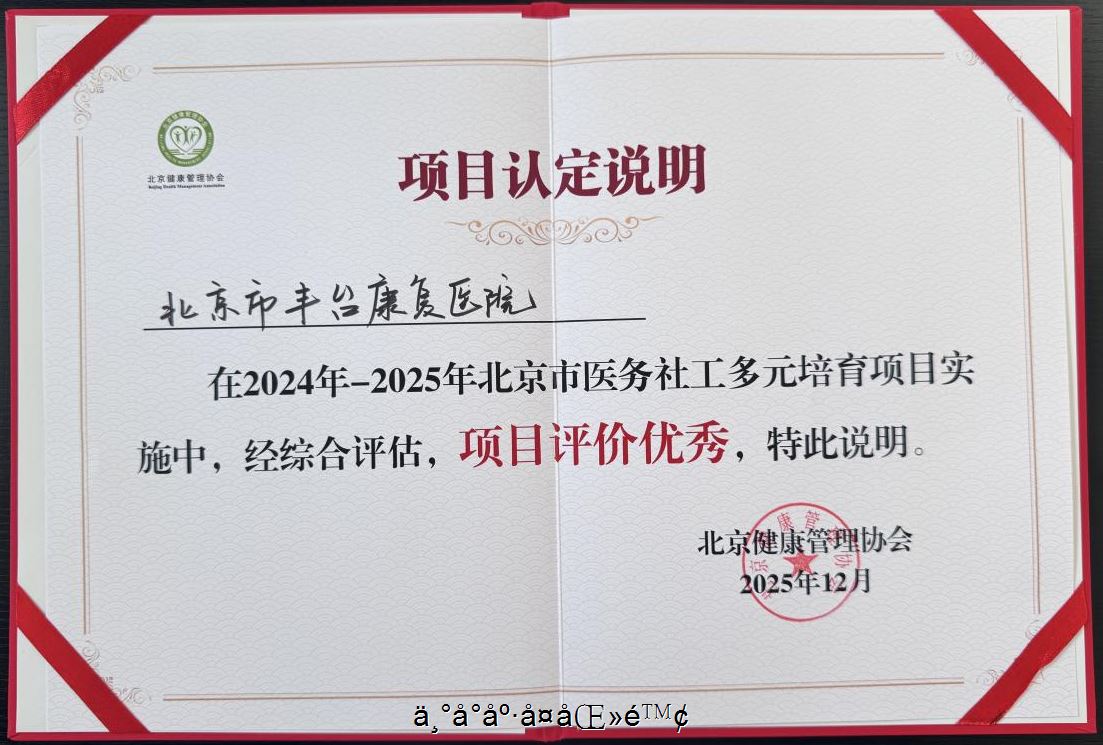 北京健康管理协会
Beijing Health Management Association
项目认定说明
北京市丰台康复医院
在2024年-2025年北京市医务社工多元培育项目实
施中，经综合评估，项目评价优秀，特此说明。
北京健康管理协会
2025年12月